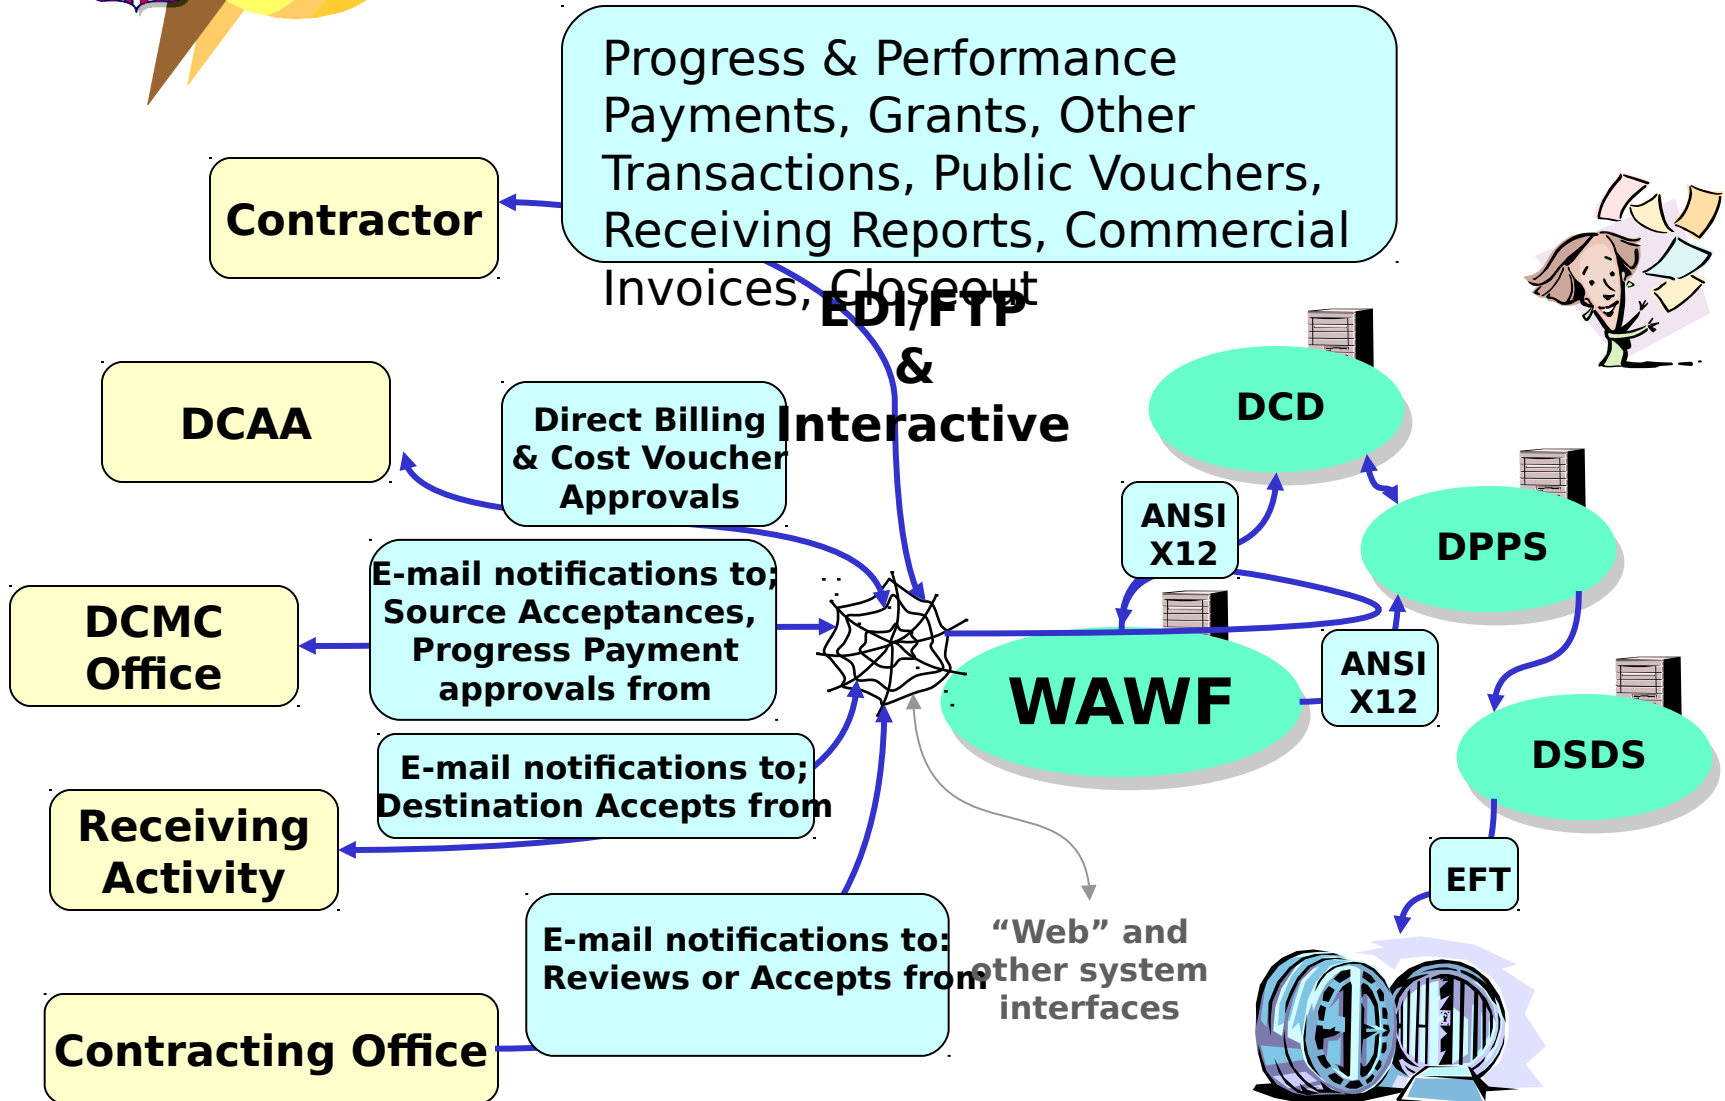 Progress & Performance
Payments, Grants, Other
Transactions, Public Vouchers,
Receiving Reports, Commercial
Invoices, Closeout
Contractor
EDI/FTP
&
Interactive
DCAA
Direct Billing
& Cost Voucher
Approvals
DCD
ANSI
X12
DPPS
E-mail notifications to;
Source Acceptances,
Progress Payment
approvals from
DCMC
Office
WAWF
ANSI
X12
DSDS
E-mail notifications to;
Destination Accepts from
Receiving
Activity
EFT
E-mail notifications to:
Reviews or Accepts from
“Web” and
other system
interfaces
Contracting Office